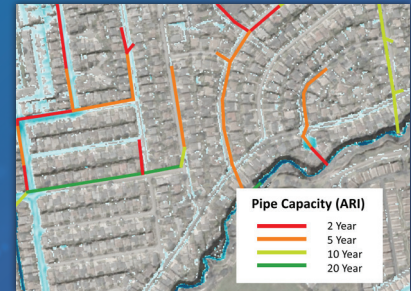 Pipe Capacity (ARI)
2 Year
5 Year
10 Year
20 Year